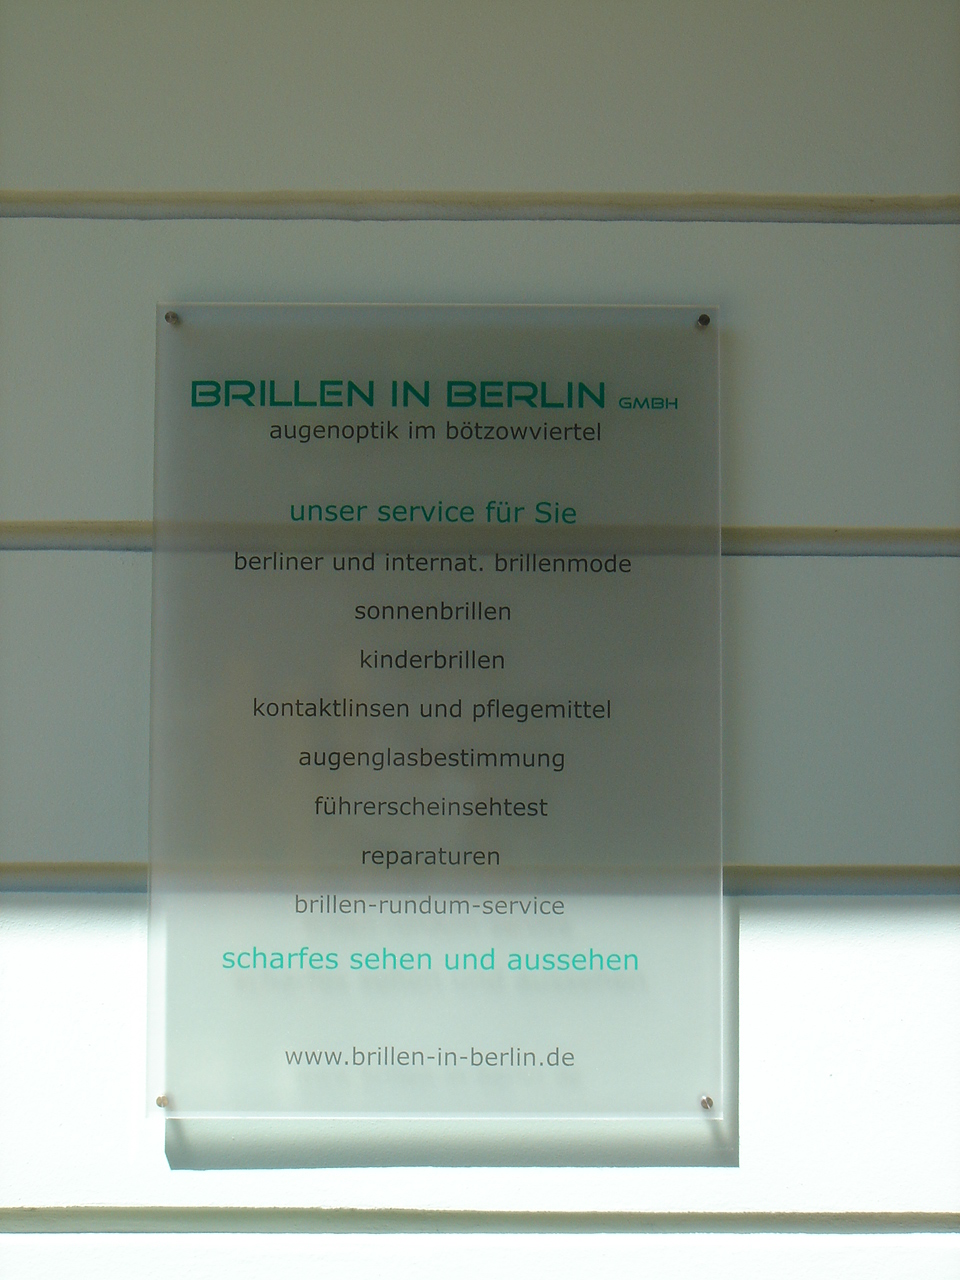 BRILLEN IN BERLIN GMBH
augenoptik im bötzowviertel
unser service für Sie
berliner und internat. brillenmode
sonnenbrillen
kinderbrillen
kontaktlinsen und pflegemittel
augenglasbestimmung
führerscheinsehtest
reparaturen
brillen-rundum-service
scharfes sehen und aussehen
www.brillen-in-berlin.de